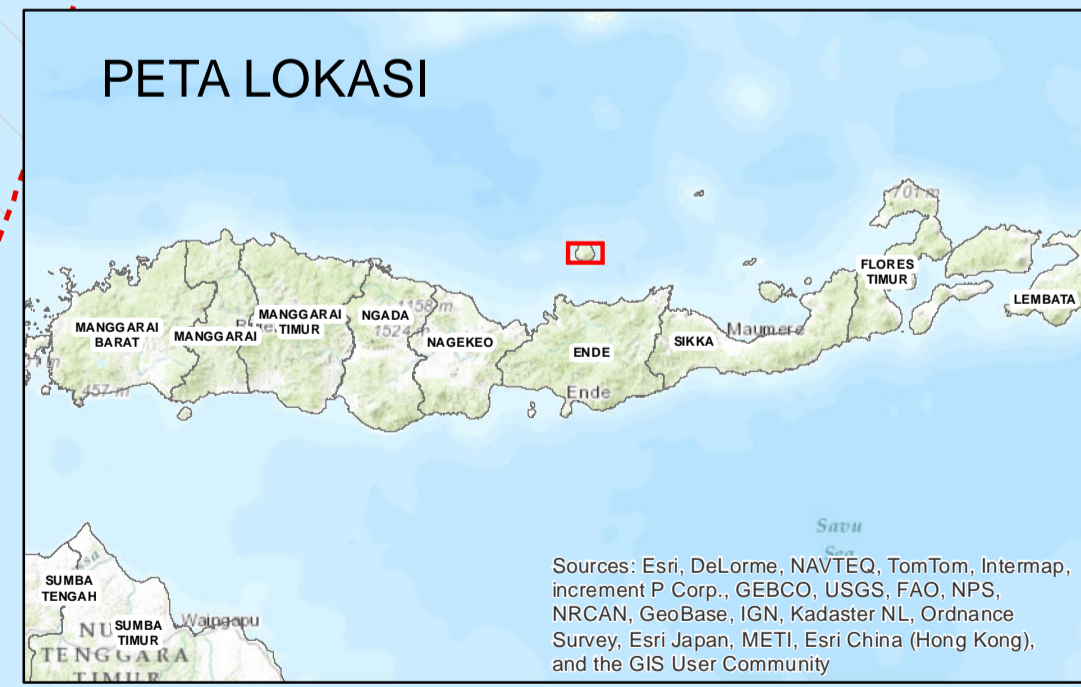 PETA LOKASI
701 m
FLORES
TIMUR
LEMBATA
MANGGARAI
BARAT
MANGGARAI
MANGGARAI
TIMUR
NGADA
1158 m
1524 m
NAGEKEO
ENDE
SIKKA
Maumere
Ende
457 m
Savu
Sea
SUMBA
TENGAH
SUMBA
TIMUR
Waingapu
NU
TENGGARA
TIMUR
Sources: Esri, DeLorme, NAVTEQ, TomTom, Intermap,
increment P Corp., GEBCO, USGS, FAO, NPS,
NRCAN, GeoBase, IGN, Kadaster NL, Ordnance
Survey, Esri Japan, METI, Esri China (Hong Kong),
and the GIS User Community